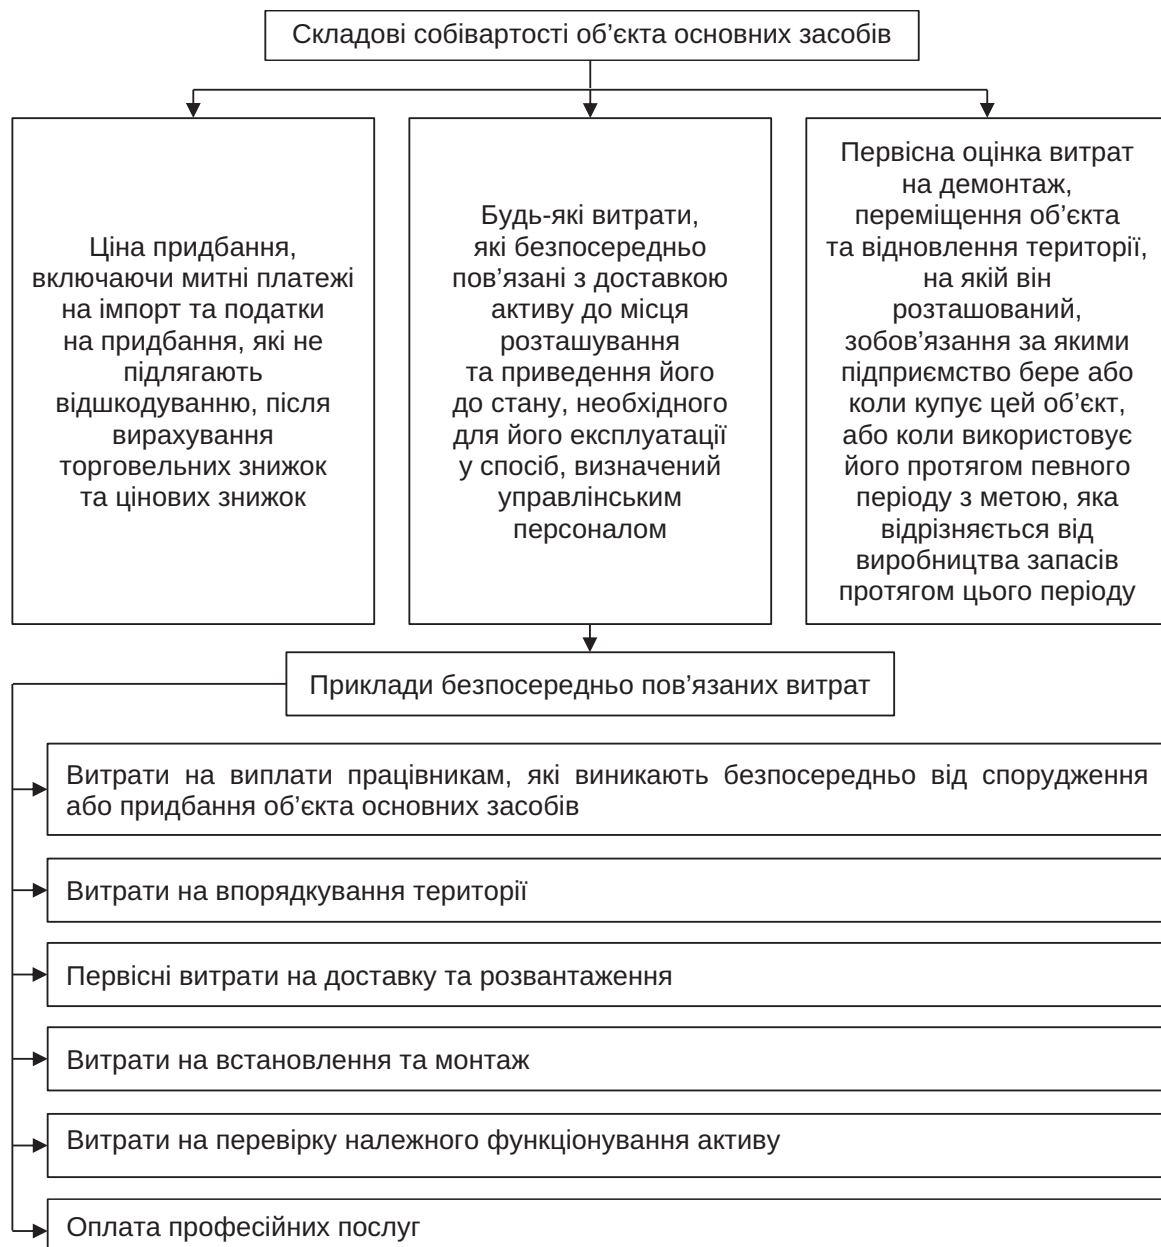 Складові собівартості об’єкта основних засобів
Ціна придбання,
включаючи митні платежі
на імпорт та податки
на придбання, які не
підлягають
відшкодуванню, після
вирахування
торговельних знижок
та цінових знижок
Будь-які витрати,
які безпосередньо
пов’язані з доставкою
активу до місця
розташування
та приведення його
до стану, необхідного
для його експлуатації
у спосіб, визначений
управлінським
персоналом
Первісна оцінка витрат
на демонтаж,
переміщення об’єкта
та відновлення території,
на якій він
розташований,
зобов’язання за якими
підприємство бере або
коли купує цей об’єкт,
або коли використовує
його протягом певного
періоду з метою, яка
відрізняється від
виробництва запасів
протягом цього періоду
Приклади безпосередньо пов’язаних витрат
Витрати на виплати працівникам, які виникають безпосередньо від спорудження
або придбання об’єкта основних засобів
Витрати на впорядкування території
Первісні витрати на доставку та розвантаження
Витрати на встановлення та монтаж
Витрати на перевірку належного функціонування активу
Оплата професійних послуг